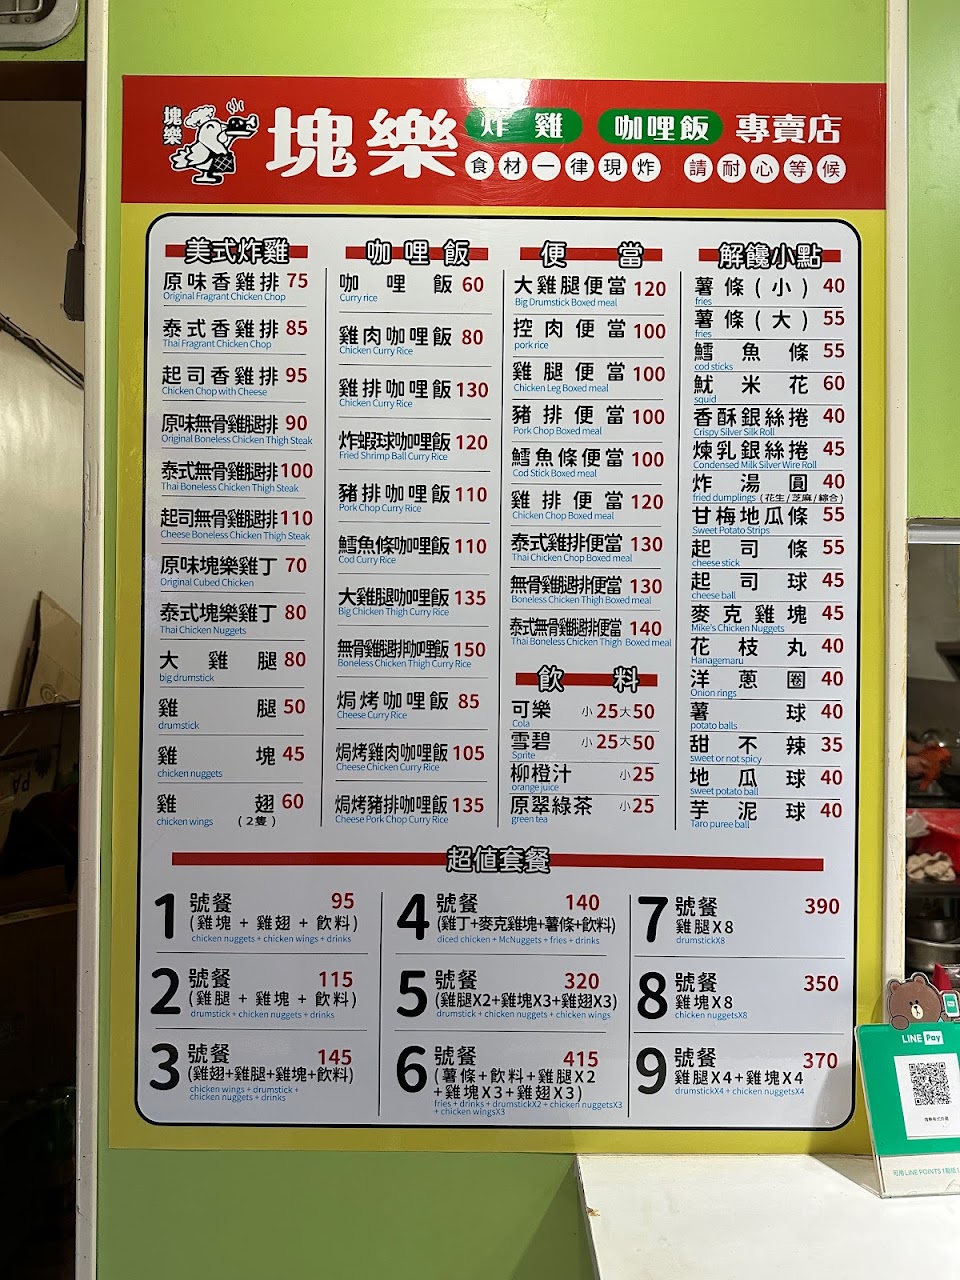 塊樂
塊樂 炸雞 咖哩飯 專賣店
食材一律現炸 請耐心等候
美式炸雞
原味香雞排 75
Original Fragrant Chicken Chop
泰式香雞排 85
Thai Fragrant Chicken Chop
起司香雞排 95
Chicken Chop with Cheese
原味無骨雞腿排 90
Original Boneless Chicken Thigh Steak
泰式無骨雞腿排 100
Thai Boneless Chicken Thigh Steak
起司無骨雞腿排 110
Cheese Boneless Chicken Thigh Steak
原味塊樂雞丁 70
Original Cubed Chicken
泰式塊樂雞丁 80
Thai Chicken Nuggets
大雞腿 80
big drumstick
雞腿 50
drumstick
雞塊 45
chicken nuggets
雞翅 60
chicken wings (2隻)
咖哩飯
咖哩飯 60
Curry rice
雞肉咖哩飯 80
Chicken Curry Rice
雞排咖哩飯 130
Chicken Curry Rice
炸蝦球咖哩飯 120
Fried Shrimp Ball Curry Rice
豬排咖哩飯 110
Pork Chop Curry Rice
鱈魚條咖哩飯 110
Cod Curry Rice
大雞腿咖哩飯 135
Big Chicken Thigh Curry Rice
無骨雞腿排咖哩飯 150
Boneless Chicken Thigh Curry Rice
焗烤咖哩飯 85
Cheese Curry Rice
焗烤雞肉咖哩飯 105
Cheese Chicken Curry Rice
焗烤豬排咖哩飯 135
Cheese Pork Chop Curry Rice
便當
大雞腿便當 120
Big Drumstick Boxed meal
控肉便當 100
pork rice
雞腿便當 100
Chicken Leg Boxed meal
豬排便當 100
Pork Chop Boxed meal
鱈魚條便當 100
Cod Stick Boxed meal
雞排便當 120
Chicken Chop Boxed meal
泰式雞排便當 130
Thai Chicken Chop Boxed meal
無骨雞腿排便當 130
Boneless Chicken Thigh Boxed meal
泰式無骨雞腿排便當 140
Thai Boneless Chicken Thigh Boxed meal
飲料
可樂 小25大50
Cola
雪碧 小25大50
Sprite
柳橙汁 小25
orange juice
原翠綠茶 小25
green tea
解饞小點
薯條(小) 40
fries
薯條(大) 55
fries
鱈魚條 55
cod sticks
魷米花 60
squid
香酥銀絲捲 40
Crispy Silver Silk Roll
煉乳銀絲捲 45
Condensed Milk Silver Wire Roll
炸湯圓 40
fried dumplings (花生/芝麻/綜合)
甘梅地瓜條 55
Sweet Potato Strips
起司條 55
cheese stick
起司球 45
cheese ball
麥克雞塊 45
Mike's Chicken Nuggets
花枝丸 40
Hanagemaru
洋蔥圈 40
Onion rings
薯球 40
potato balls
甜不辣 35
sweet or not spicy
地瓜球 40
sweet potato ball
芋泥球 40
Taro puree ball
超值套餐
1 號餐 95
(雞塊 + 雞翅 + 飲料)
chicken nuggets + chicken wings + drinks
2 號餐 115
(雞腿 + 雞塊 + 飲料)
drumstick + chicken nuggets + drinks
3 號餐 145
(雞翅+雞腿+雞塊+飲料)
chicken wings + drumstick +
chicken nuggets + drinks
4 號餐 140
(雞丁+麥克雞塊+薯條+飲料)
diced chicken + McNuggets + fries + drinks
5 號餐 320
(雞腿X2+雞塊X3+雞翅X3)
drumstick + chicken nuggets + chicken wings
6 號餐 415
(薯條+飲料+雞腿X2
+雞塊X3+雞翅X3)
fries + drinks + drumstickX2 + chicken nuggetsX3
+ chicken wingsX3
7 號餐 390
雞腿X8
drumstickX8
8 號餐 350
雞塊X8
chicken nuggetsX8
9 號餐 370
雞腿X4+雞塊X4
drumstickX4 + chicken nuggetsX4
LINE Pay
可用LINE POINTS